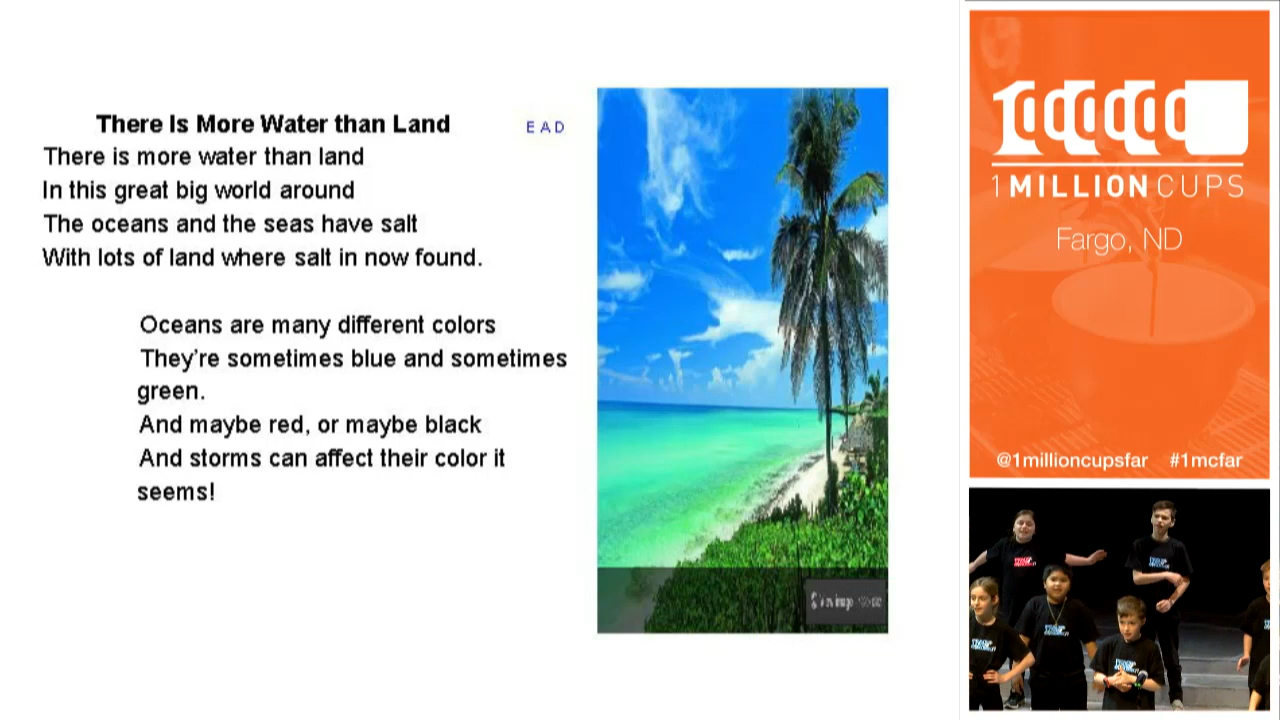 There Is More Water than Land
E A D
There is more water than land
In this great big world around
The oceans and the seas have salt
With lots of land where salt in now found.
Oceans are many different colors
They're sometimes blue and sometimes
green.
And maybe red, or maybe black
And storms can affect their color it
seems!
1 MILLION CUPS
Fargo, ND
@1millioncupsfar #1mcfar